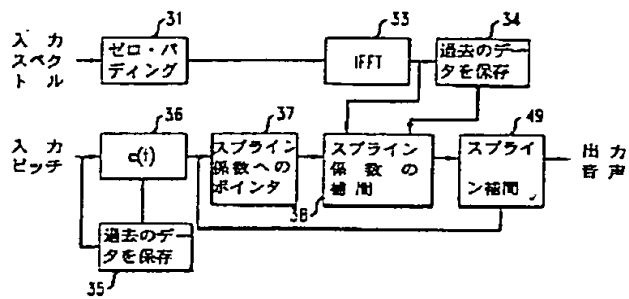 入力
スペク
トル
31
ゼロ・パ
ディング
33
IFFT
34
過去のデー
タを保存
入力
ピッチ
36
c(t)
37
スプライン
係数への
ポインタ
スプライン
係数の
補間
38
49
スプライ
ン補間
出力
音声
過去のデー
タを保存
35